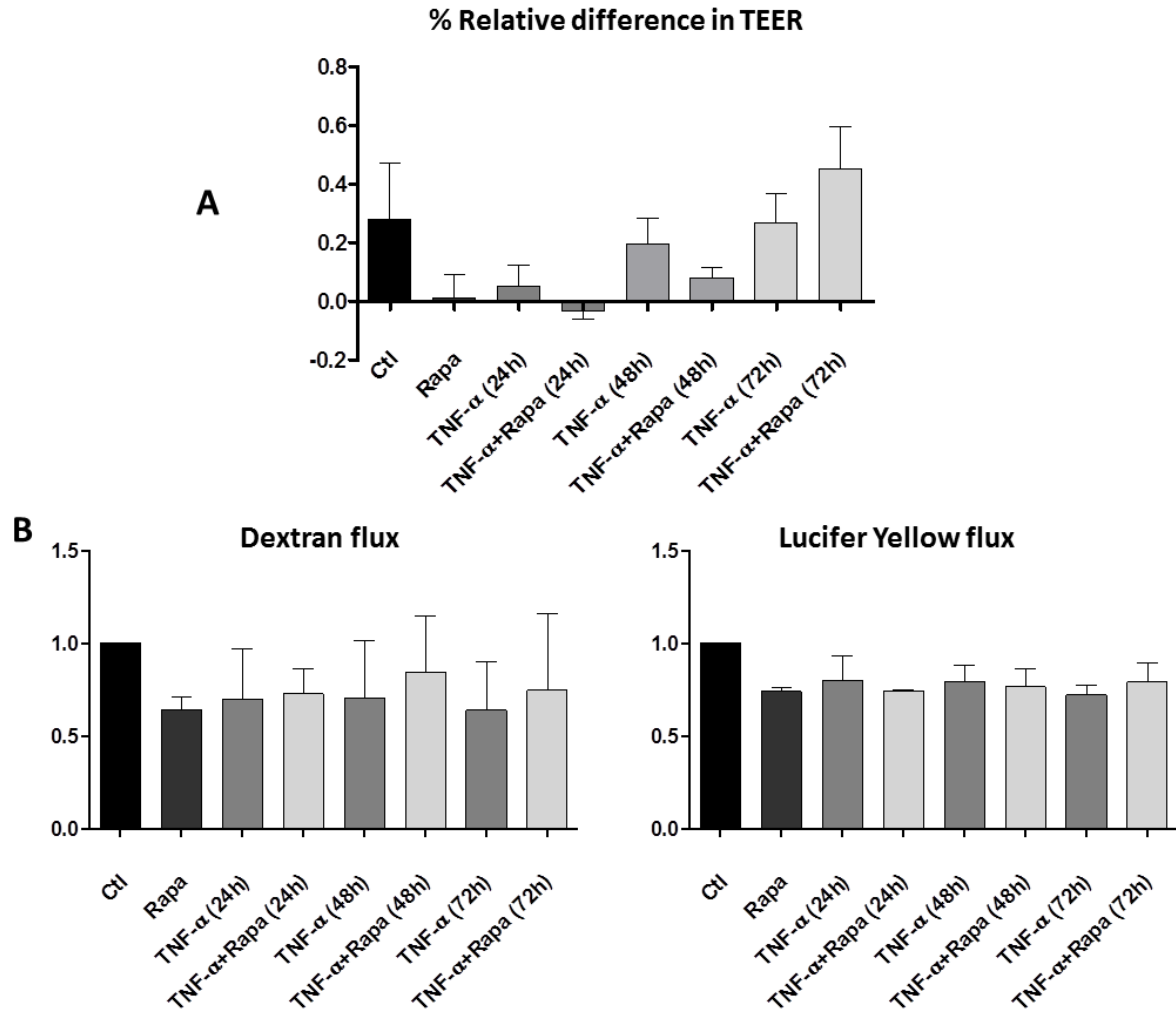 % Relative difference in TEER
A
0.8
0.6
0.4
0.2
0.0
-0.2
Ctl
Rapa
TNF-α (24h)
TNF-α+Rapa (24h)
TNF-α (48h)
TNF-α+Rapa (48h)
TNF-α (72h)
TNF-α+Rapa (72h)
B
Dextran flux
1.5
1.0
0.5
0.0
Ctl
Rapa
TNF-α (24h)
TNF-α+Rapa (24h)
TNF-α (48h)
TNF-α+Rapa (48h)
TNF-α (72h)
TNF-α+Rapa (72h)
Lucifer Yellow flux
1.5
1.0
0.5
0.0
Ctl
Rapa
TNF-α (24h)
TNF-α+Rapa (24h)
TNF-α (48h)
TNF-α+Rapa (48h)
TNF-α (72h)
TNF-α+Rapa (72h)